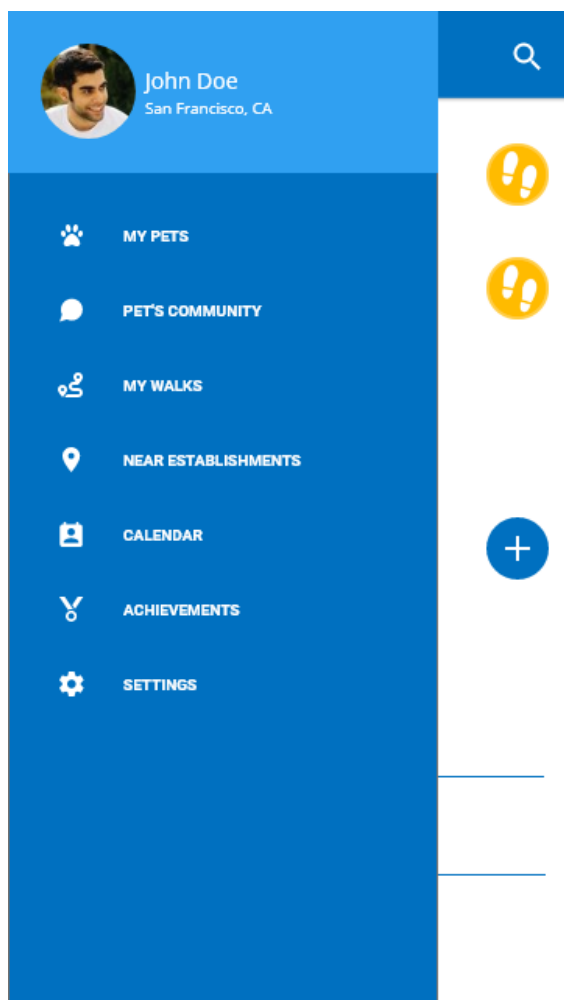 John Doe
San Francisco, CA
MY PETS
PET'S COMMUNITY
MY WALKS
NEAR ESTABLISHMENTS
CALENDAR
ACHIEVEMENTS
SETTINGS